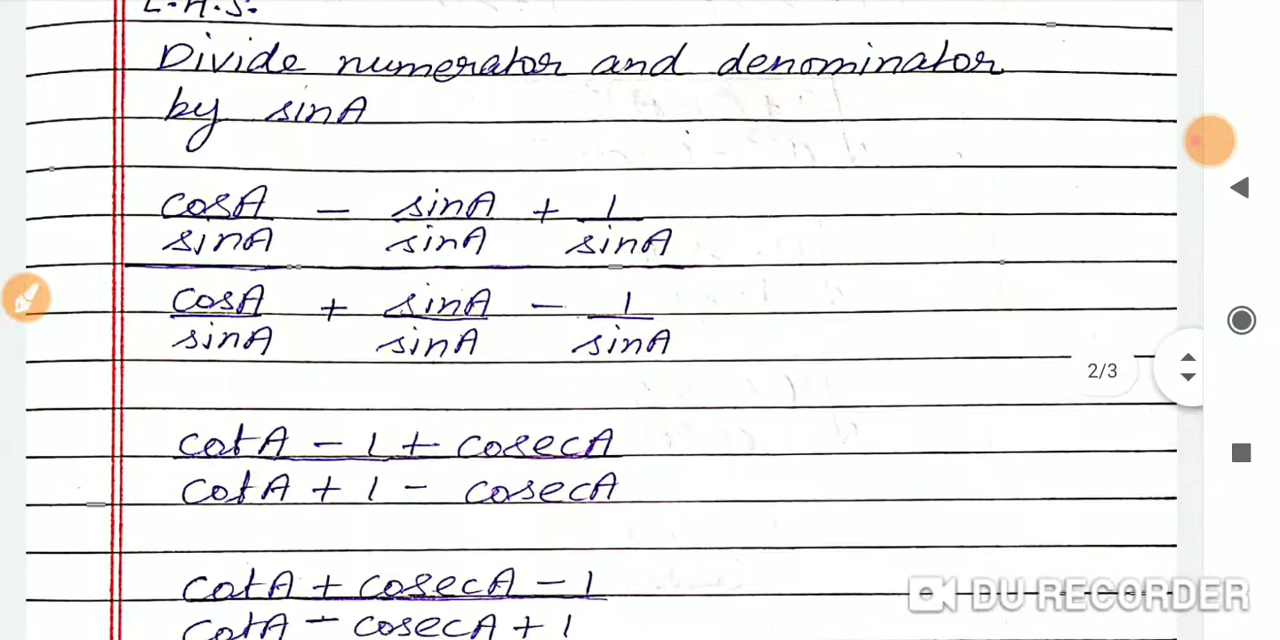 L.H.S.
Divide numerator and denominator
by sinA
cosA/sinA - sinA/sinA + 1/sinA
cosA/sinA + sinA/sinA - 1/sinA
cotA - 1 + cosecA
cotA + 1 - cosecA
2/3
cotA + cosecA - 1
cotA - cosecA + 1
DU RECORDER